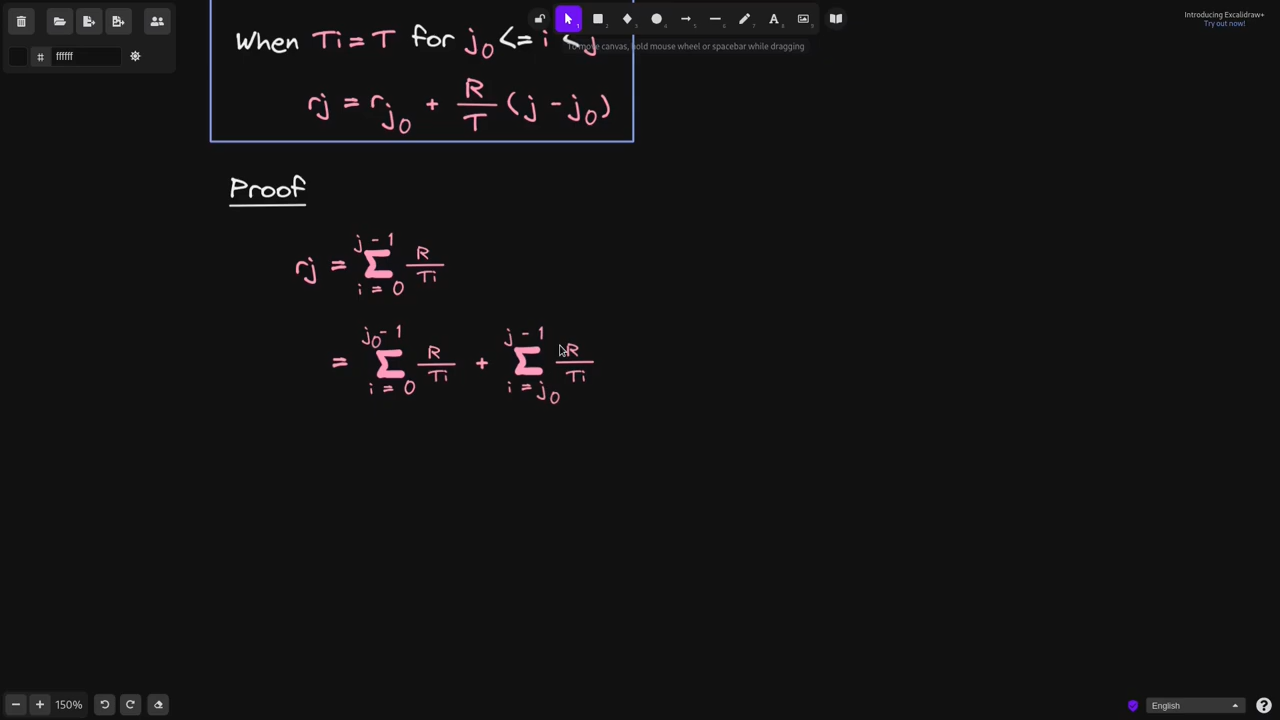 Introducing Excalidraw+
Try out now!
# ffffff
To move canvas, hold mouse wheel or spacebar while dragging
When Ti = T for j0 <= i < j
rj = rj0 + R/T (j - j0)
Proof
rj = Σ_{i = 0}^{j - 1} R/Ti
= Σ_{i = 0}^{j0 - 1} R/Ti + Σ_{i = j0}^{j - 1} R/Ti
150%
English